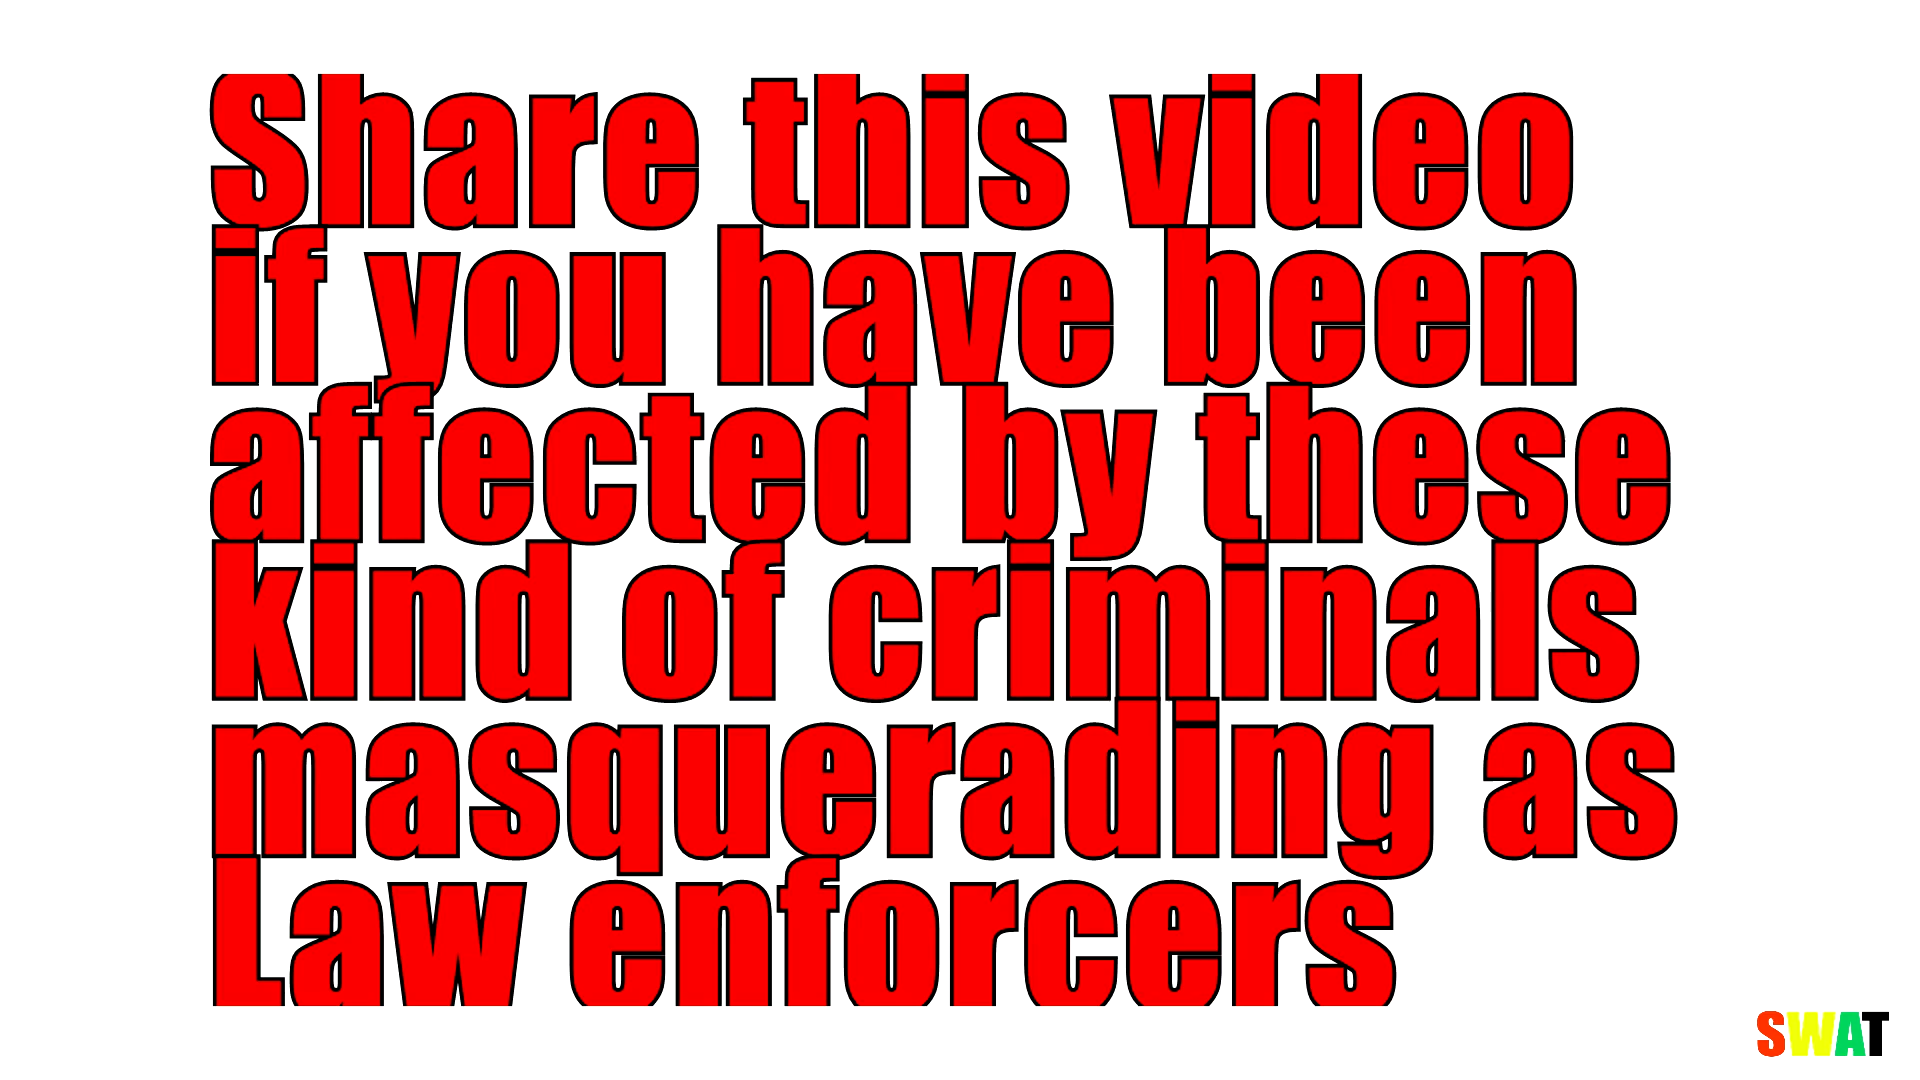 Share this video
if you have been
affected by these
kind of criminals
masquerading as
Law enforcers
SWAT